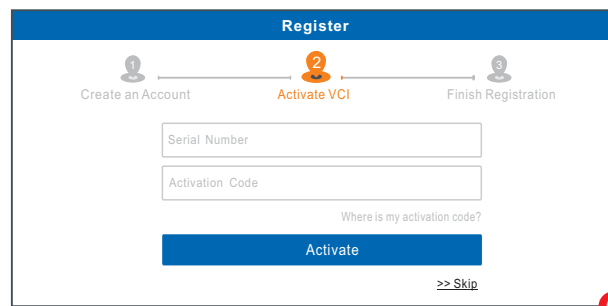 Register
1 2 3
Create an Account Activate VCI Finish Registration
Serial Number
Activation Code
Where is my activation code?
Activate
>> Skip